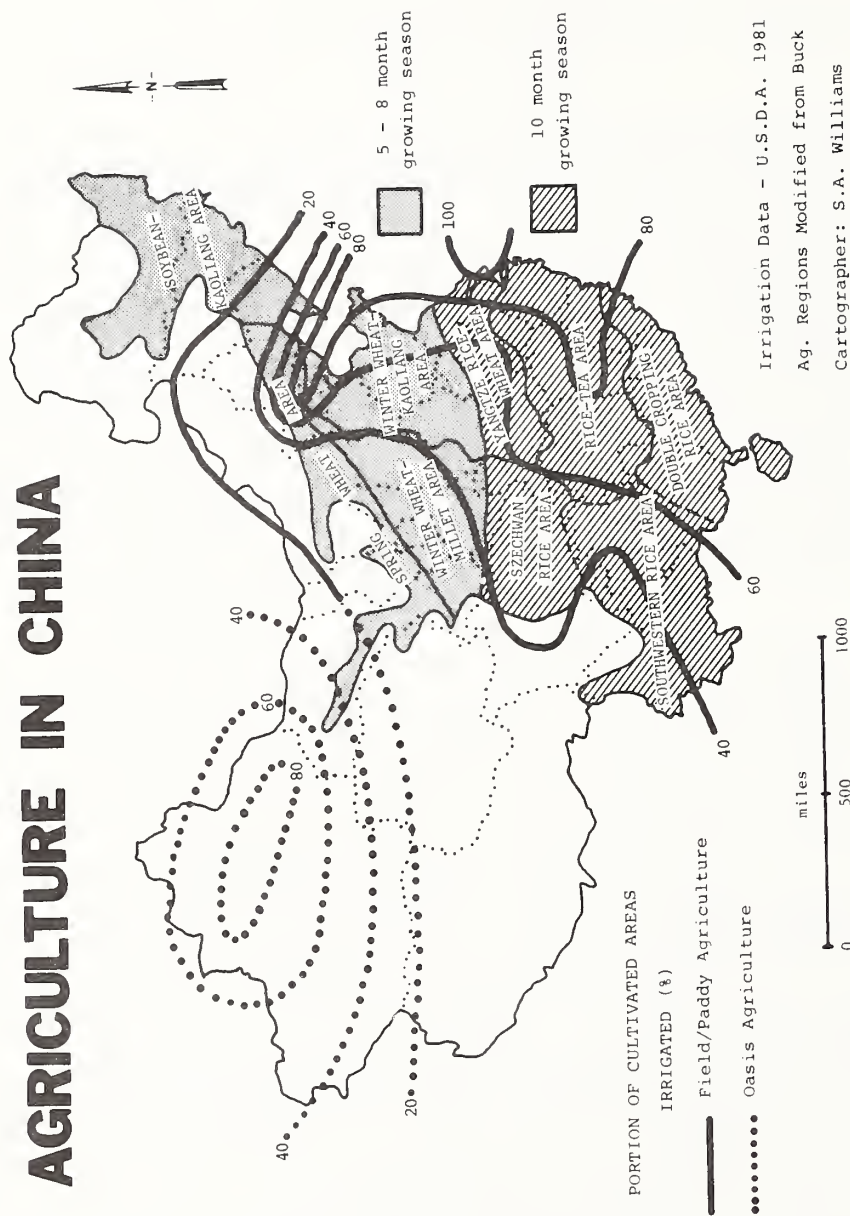 AGRICULTURE IN CHINA
-N-
SOYBEAN-
KAOLIANG AREA
20
40
60
80
40
60
80
SPRING WHEAT AREA
WINTER WHEAT-
KAOLIANG
AREA
WINTER WHEAT-
MILLET AREA
100
YANGTZE RICE-
WHEAT AREA
SZECHWAN
RICE AREA
RICE-TEA AREA
80
SOUTHWESTERN RICE AREA
DOUBLE CROPPING
RICE AREA
40
20
40
60
5 - 8 month
growing season
10 month
growing season
PORTION OF CULTIVATED AREAS
IRRIGATED (%)
Field/Paddy Agriculture
Oasis Agriculture
miles
0 500 1000
Irrigation Data - U.S.D.A. 1981
Ag. Regions Modified from Buck
Cartographer: S.A. Williams